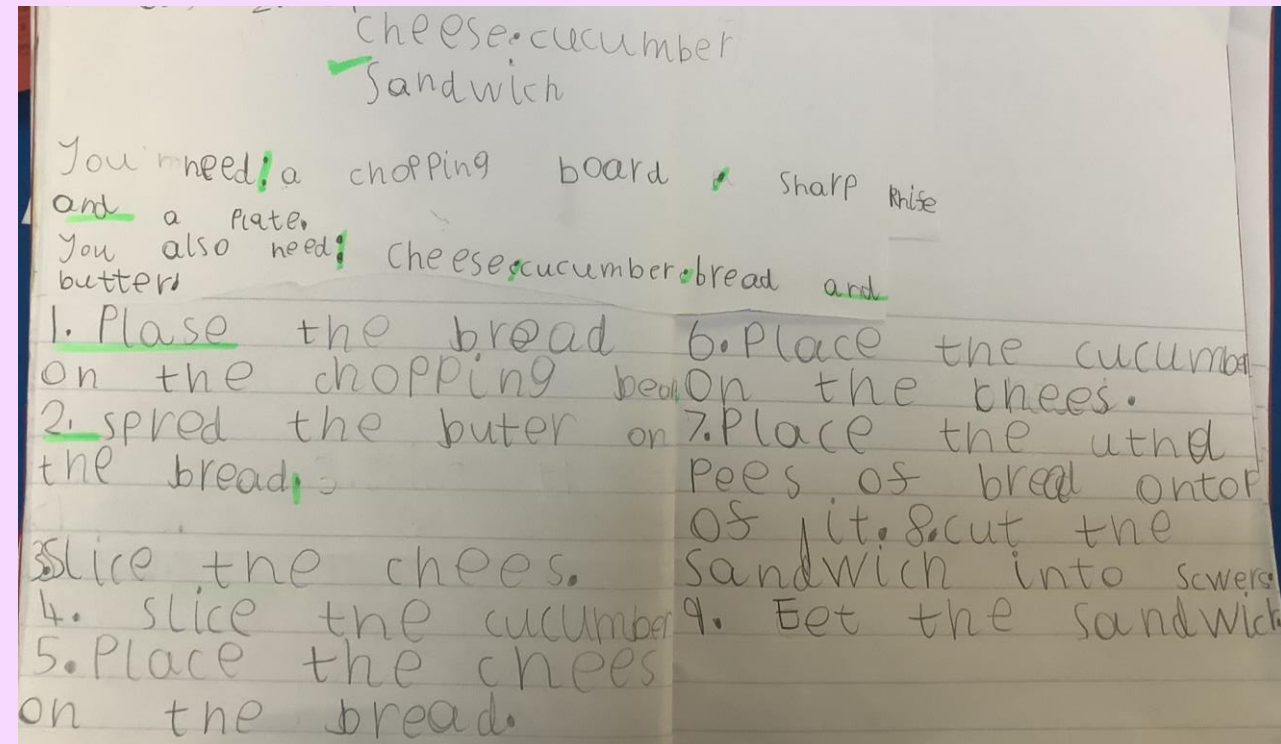 cheese.cucumber
Sandwich
You need: a chopping board, sharp knife
and a plate.
You also need: cheese,cucumber,bread and
butter.
1. Plase the bread
on the chopping
2. spred the buter on
the bread.
3.Slice the chees.
4. slice the cucumber
5. Place the chees
on the bread.
6. Place the cucumber
on the chees.
7. Place the uthd
pees of bread ontop
of it. 8. cut the
sandwich into scwers.
9. Eet the sandwich.